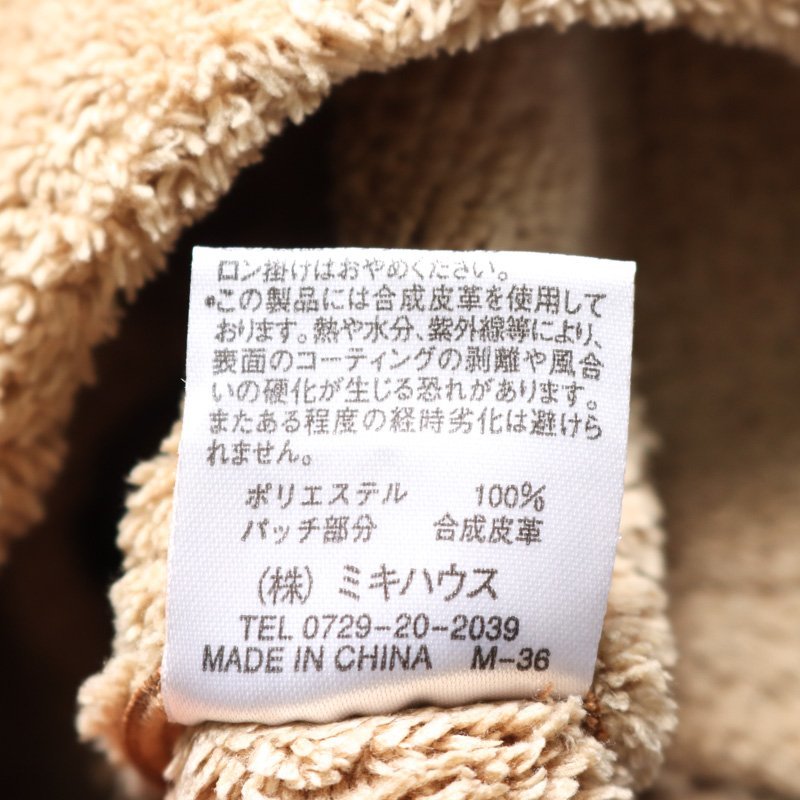 ロン掛けはおやめください。
•この製品には合成皮革を使用して
おります。熱や水分、紫外線等により、
表面のコーティングの剥離や風合
いの硬化が生じる恐れがあります。
またある程度の経時劣化は避けら
れません。
ポリエステル 100%
パッチ部分 合成皮革
(株) ミキハウス
TEL 0729-20-2039
MADE IN CHINA M-36